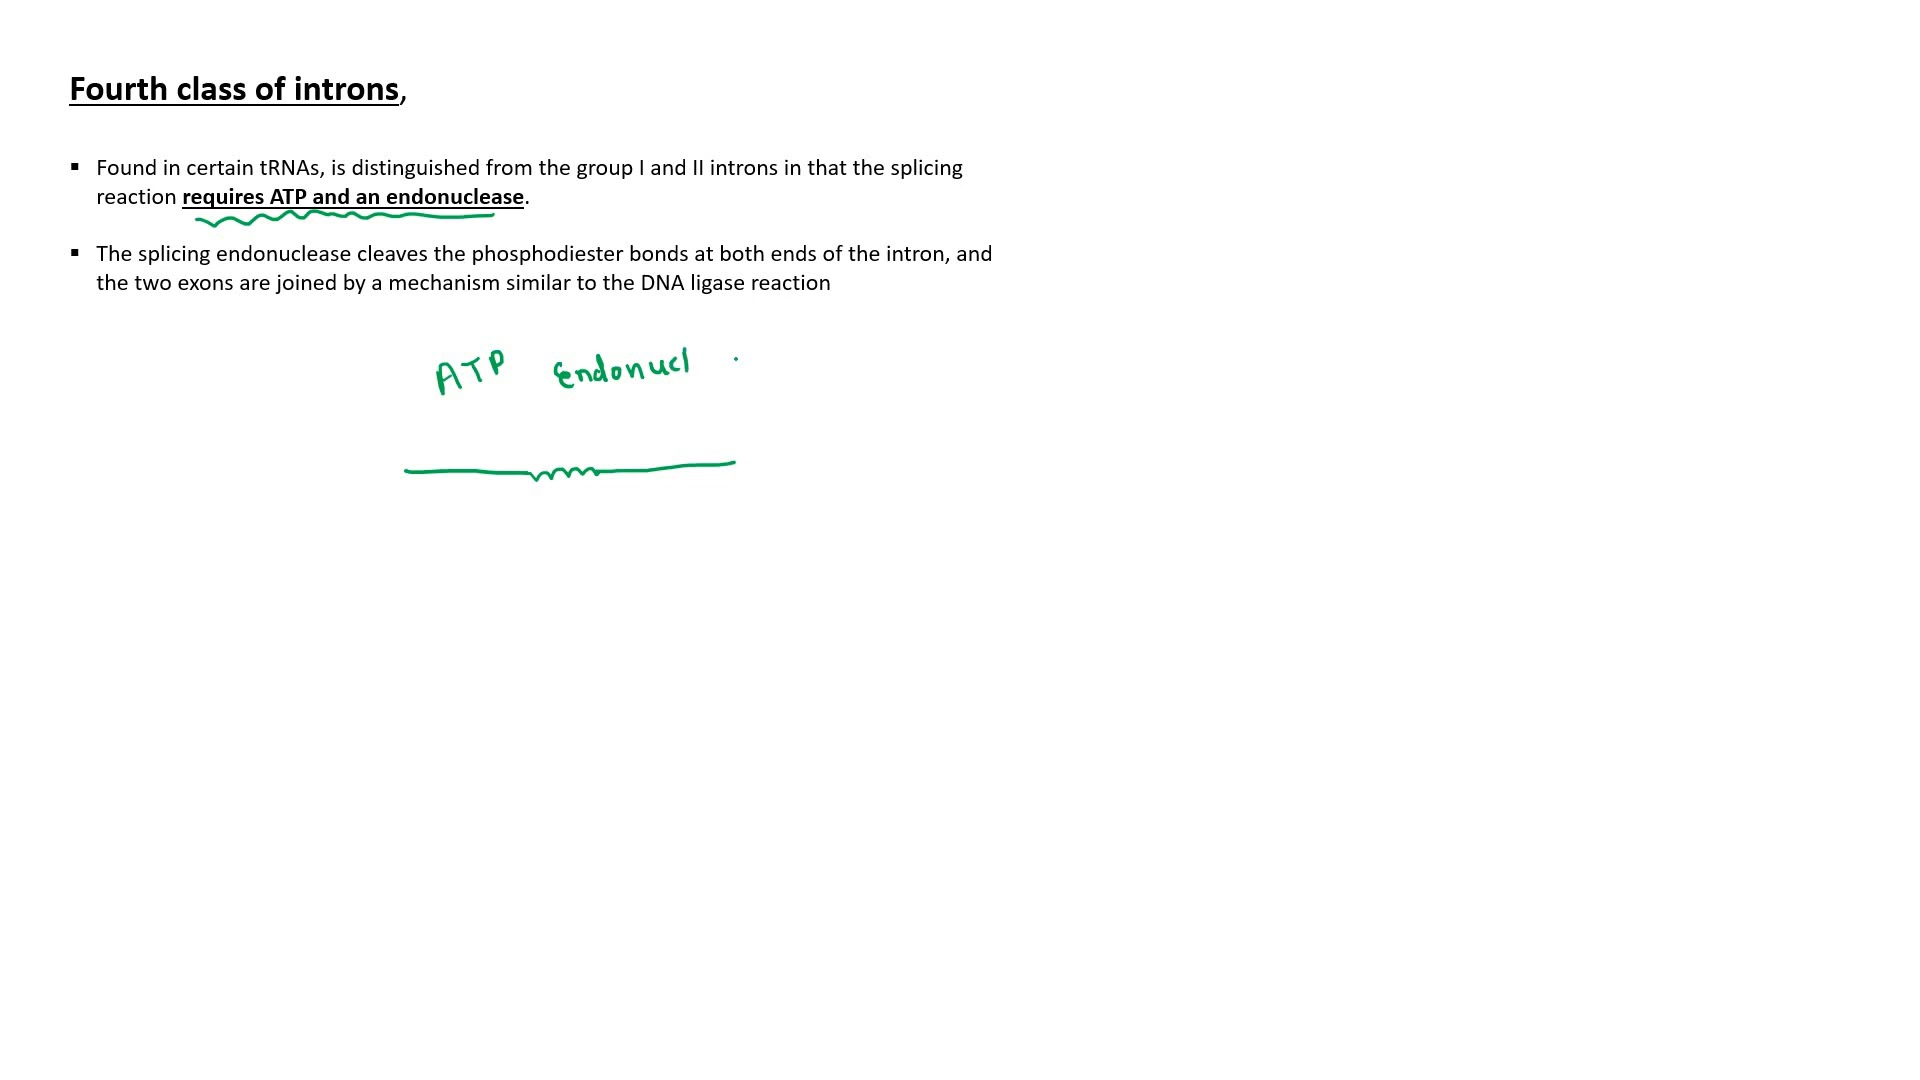 Fourth class of introns,
▪ Found in certain tRNAs, is distinguished from the group I and II introns in that the splicing
reaction requires ATP and an endonuclease.
▪ The splicing endonuclease cleaves the phosphodiester bonds at both ends of the intron, and
the two exons are joined by a mechanism similar to the DNA ligase reaction
ATP endonucl